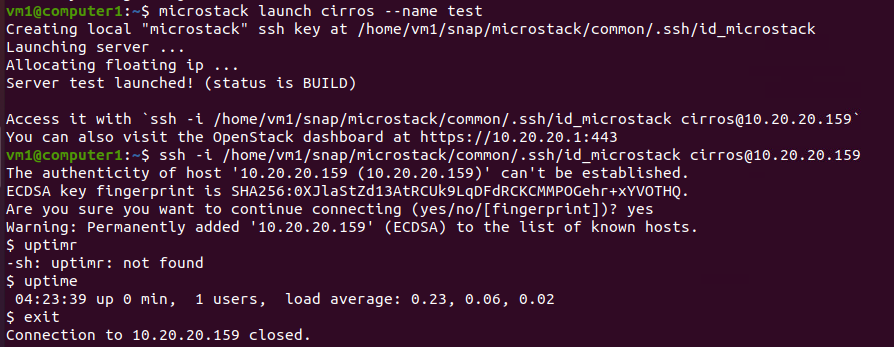 vm1@computer1:~$ microstack launch cirros --name test
Creating local "microstack" ssh key at /home/vm1/snap/microstack/common/.ssh/id_microstack
Launching server ...
Allocating floating ip ...
Server test launched! (status is BUILD)

Access it with `ssh -i /home/vm1/snap/microstack/common/.ssh/id_microstack cirros@10.20.20.159`
You can also visit the OpenStack dashboard at https://10.20.20.1:443
vm1@computer1:~$ ssh -i /home/vm1/snap/microstack/common/.ssh/id_microstack cirros@10.20.20.159
The authenticity of host '10.20.20.159 (10.20.20.159)' can't be established.
ECDSA key fingerprint is SHA256:0XJlaStZd13AtRCUk9LqDFdRCKCMMPOGehr+xYVOTHQ.
Are you sure you want to continue connecting (yes/no/[fingerprint])? yes
Warning: Permanently added '10.20.20.159' (ECDSA) to the list of known hosts.
$ uptimr
-sh: uptimr: not found
$ uptime
 04:23:39 up 0 min,  1 users,  load average: 0.23, 0.06, 0.02
$ exit
Connection to 10.20.20.159 closed.